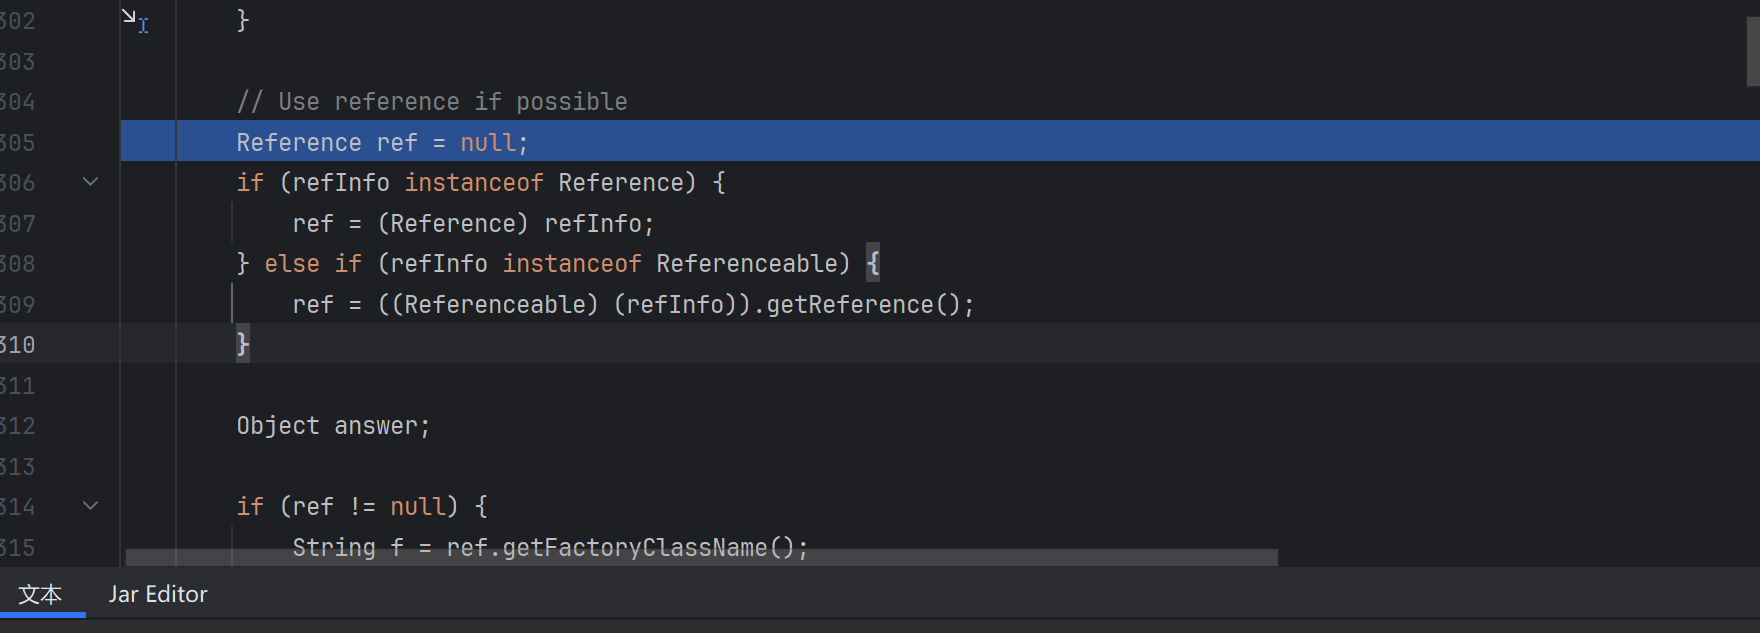 302 }
303
304 // Use reference if possible
305 Reference ref = null;
306 if (refInfo instanceof Reference) {
307 ref = (Reference) refInfo;
308 } else if (refInfo instanceof Referenceable) {
309 ref = ((Referenceable) (refInfo)).getReference();
310 }
311
312 Object answer;
313
314 if (ref != null) {
315 String f = ref.getFactoryClassName();
文本 Jar Editor